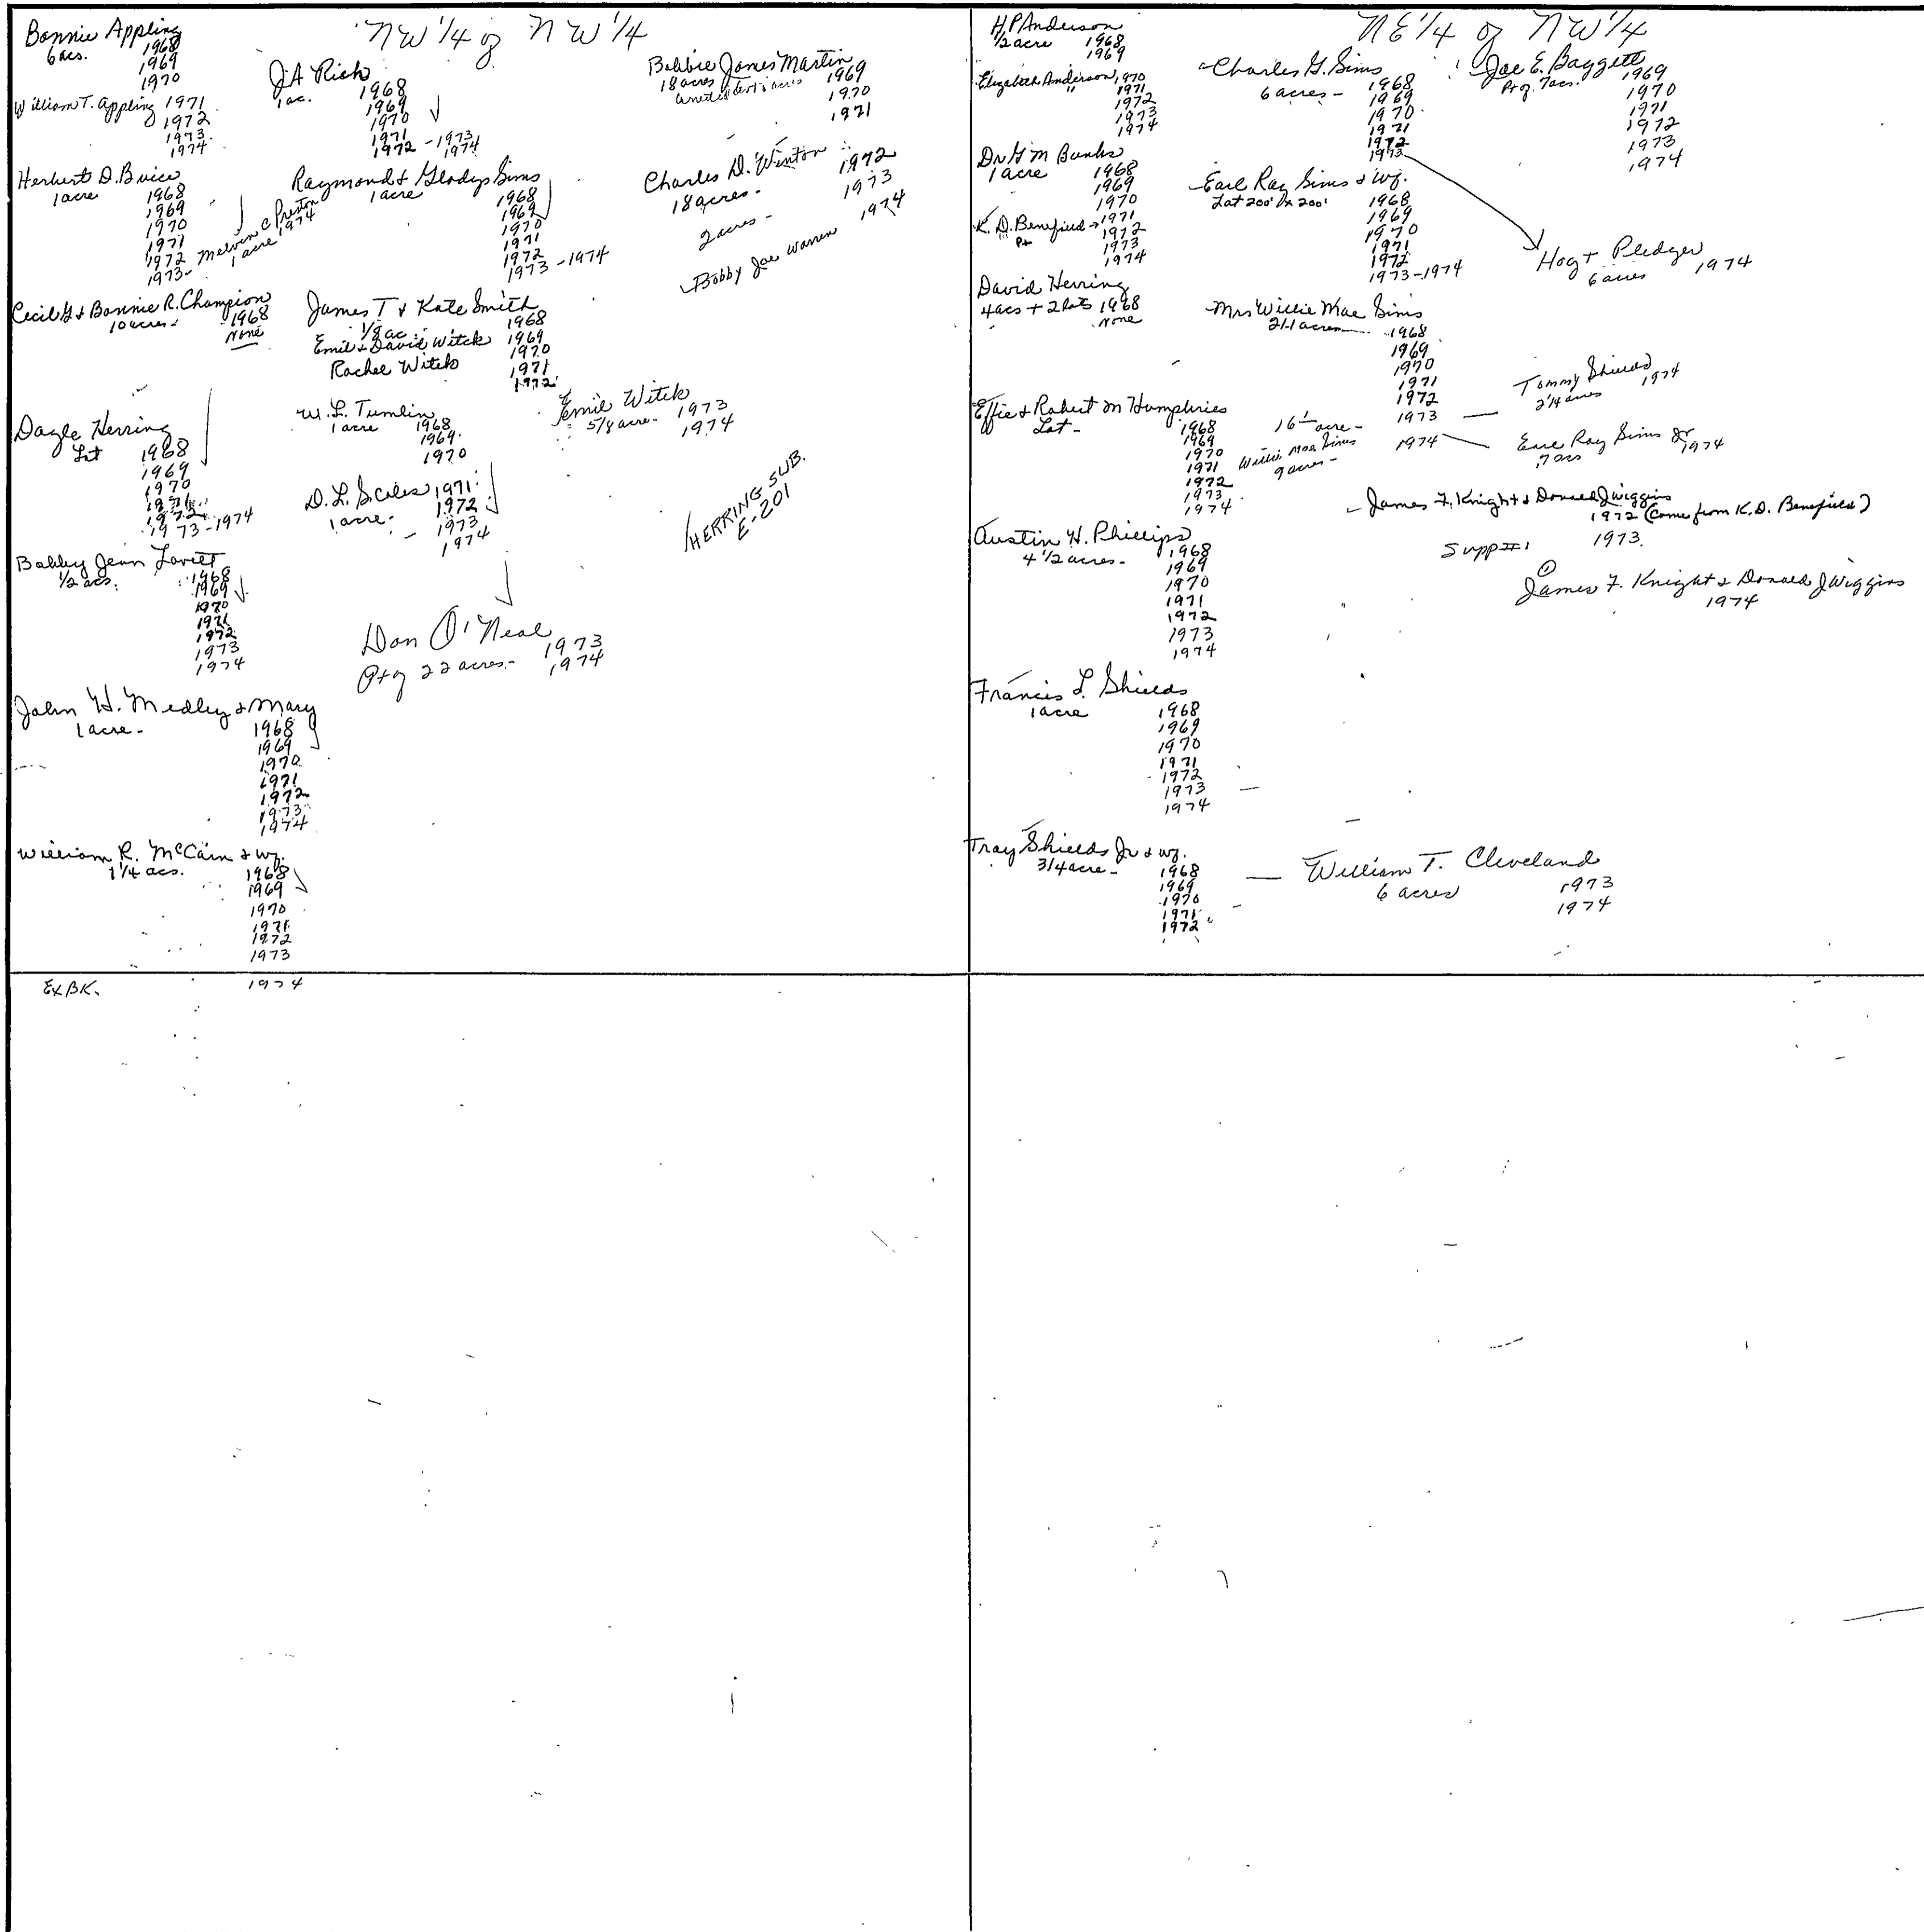 NW 1/4 of NW 1/4
Bonnie Appling
6 acs.
1968
1969
1970
William T. Appling 1971
1972
1973
1974
Herbert D. Buice
1 acre
1968
1969
1970
1971
1972
1973-
Melvin C Preston
1 acre 1974
Cecil G & Bonnie R. Champion
10 acres-
1968
None
Dagle Herring
Lot
1968
1969
1970
1971
1972
1973-1974
Bobby Jean
1/2 acs.
1968
1969
1970
1971
1972
1973
1974
John H. Medley & Mary
1 acre-
1968
1969
1970
1971
1972
1973
1974
William R. McCain & wf.
1 1/4 acs.
1968
1969
1970
1971
1972
1973
1974
Ex BK.
J.A Rich
1 ac.
1968
1969
1970
1971
1972-1973
1974
Raymond & Gladys Sims
1 acre
1968
1969
1970
1971
1972
1973-1974
James T & Kate Smith
1/8 ac
1968
Emil & David Witek 1969
1970
Rachel Witek 1971
1972
W. L. Tumlin
1 acre
1968
1969
1970
D. L. Scales 1971
1 acre-
1972
1973
1974
Don O'Neal
Pt of 22 acres-
1973
1974
Bobbie James Martin
18 acres
1969
1970
1971
Charles D. Winton
18 acres-
1972
1973
2 acres-
1974
Bobby Joe Warren
Emil Witek
5/8 acre-
1973
1974
HERRING SUB.
E-201
NE 1/4 of NW 1/4
H.P Anderson
1/2 acre
1968
1969
Elizabeth Anderson 1970
" 1971
1972
1973
1974
Dr G M Banks
1 acre
1968
1969
1970
K. D. Benefield → 1971
1972
1973
1974
David Herring
4 acs + 2 lots 1968
None
Effie & Robert M Humphries
Lot-
1968
1969
1970
1971
1972
1973
1974
Austin H. Phillips
4 1/2 acres-
1968
1969
1970
1971
1972
1973
1974
Francis L. Shields
1 acre
1968
1969
1970
1971
1972
1973
1974
Troy Shields Jr & wf.
3/4 acre-
1968
1969
1970
1971
1972
Charles G. Sims
6 acres-
1968
1969
1970
1971
1972
1973
Earl Ray Sims & wf.
Lot 200' x 200'
1968
1969
1970
1971
1972
1973-1974
Mrs Willie Mae Sims
21.1 acres
1968
1969
1970
1971
1972
acre- 1973
Willie Mae Sims 1974
9 acres-
Joe E. Baggett
Pt of 7 acs.
1969
1970
1971
1972
1973
1974
Hoyt Pledger
6 acres 1974
Tommy Shields
2 1/4 acres 1974
Earl Ray Sims Jr
1974
James F. Knight & Donald J Wiggins
1972 (Come from K. D. Benefield)
1973.
Supp #1
James F. Knight & Donald J Wiggins
1974
William T. Cleveland
6 acres
1973
1974